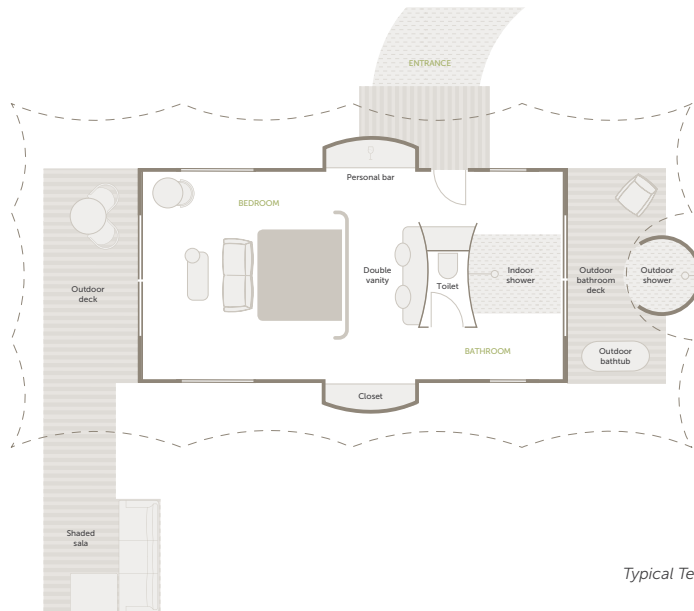 ENTRANCE
Personal bar
BEDROOM
Double
vanity
Toilet
Indoor
shower
Outdoor
bathroom
deck
Outdoor
shower
Outdoor
deck
BATHROOM
Outdoor
bathtub
Closet
Shaded
sala
Typical